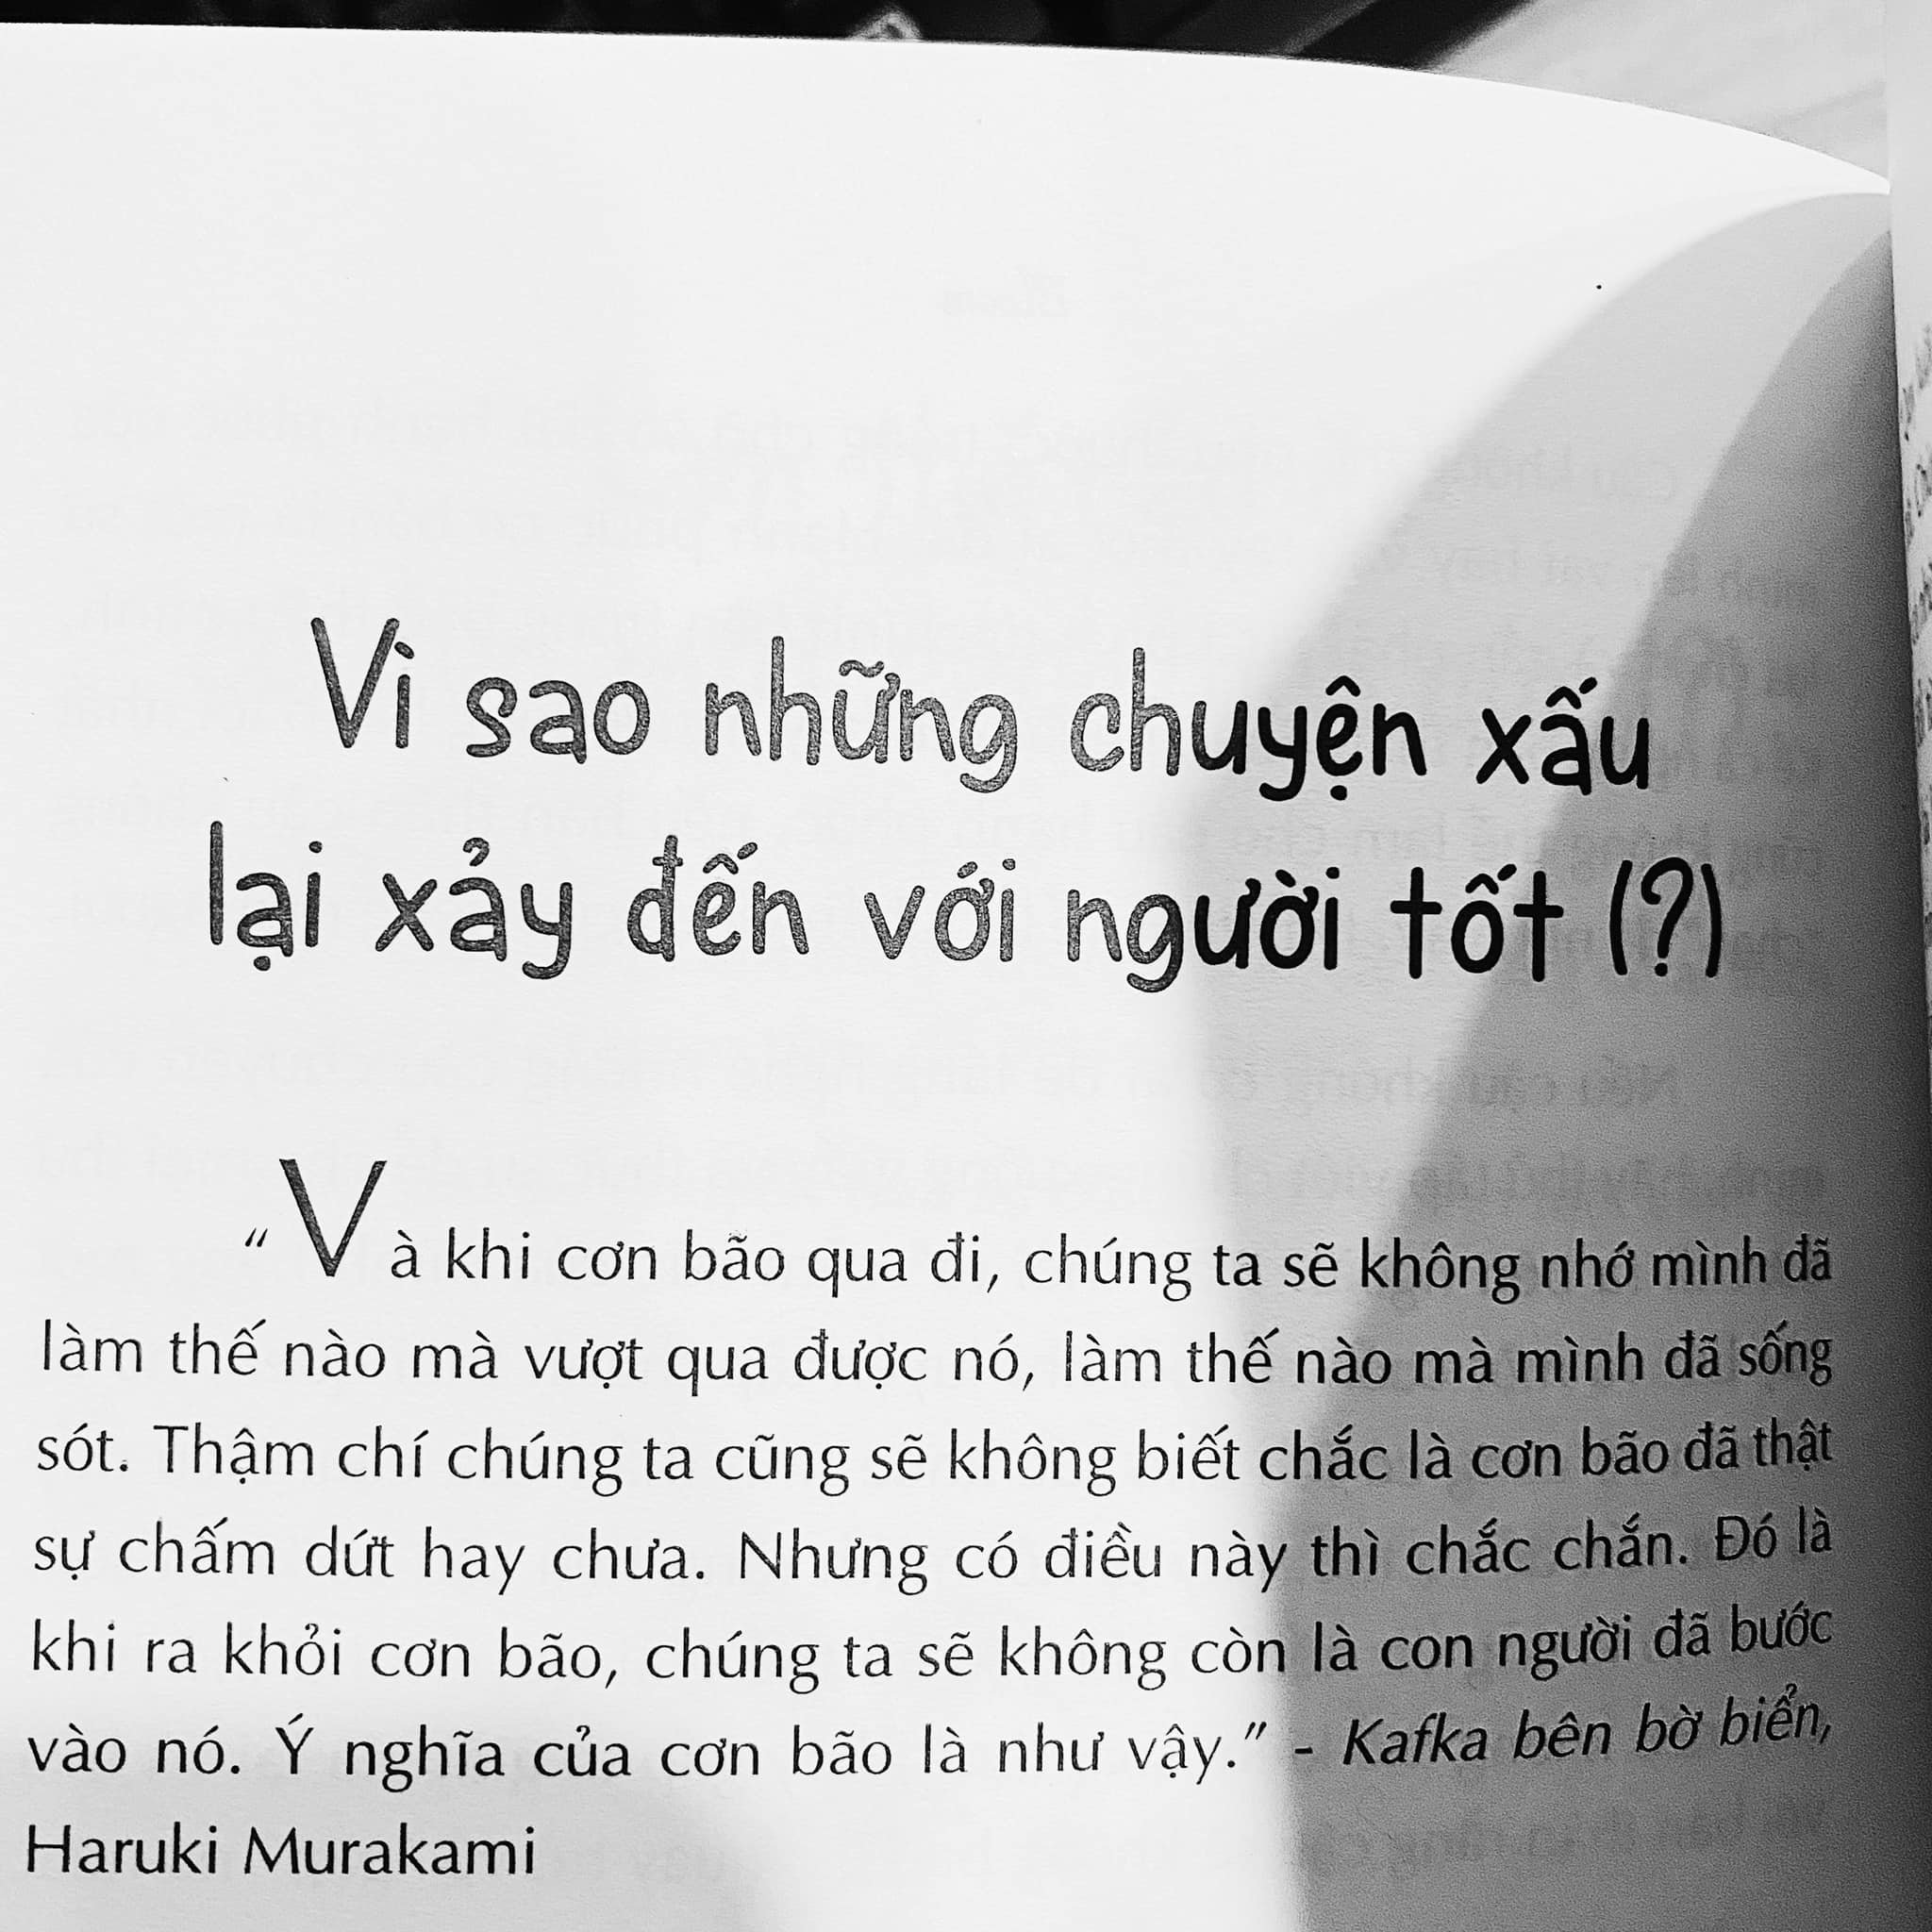 Vì sao những chuyện xấu
lại xảy đến với người tốt (?)
“Và khi cơn bão qua đi, chúng ta sẽ không nhớ mình đã
làm thế nào mà vượt qua được nó, làm thế nào mà mình đã sống
sót. Thậm chí chúng ta cũng sẽ không biết chắc là cơn bão đã thật
sự chấm dứt hay chưa. Nhưng có điều này thì chắc chắn. Đó là
khi ra khỏi cơn bão, chúng ta sẽ không còn là con người đã bước
vào nó. Ý nghĩa của cơn bão là như vậy.” - Kafka bên bờ biển,
Haruki Murakami